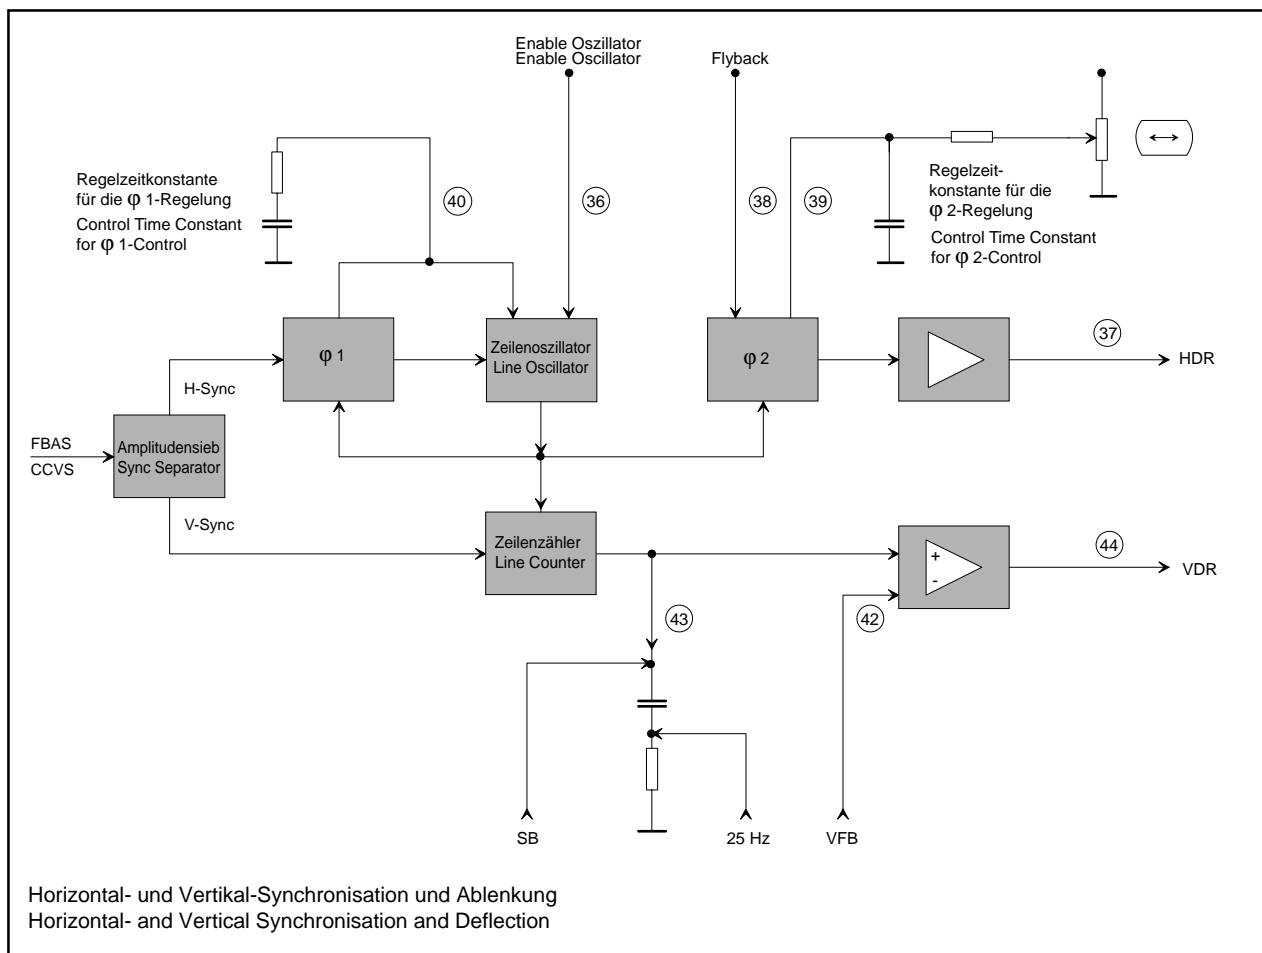 Enable Oszillator
Enable Oscillator
Flyback
Regelzeitkonstante
für die φ 1-Regelung
Control Time Constant
for φ 1-Control
40
36
38
39
Regelzeit-
konstante für die
φ 2-Regelung
Control Time Constant
for φ 2-Control
φ 1
Zeilenoszillator
Line Oscillator
φ 2
37
HDR
H-Sync
FBAS
CCVS
Amplitudensieb
Sync Separator
V-Sync
Zeilenzähler
Line Counter
+
-
44
VDR
43
42
SB
25 Hz
VFB
Horizontal- und Vertikal-Synchronisation und Ablenkung
Horizontal- and Vertical Synchronisation and Deflection